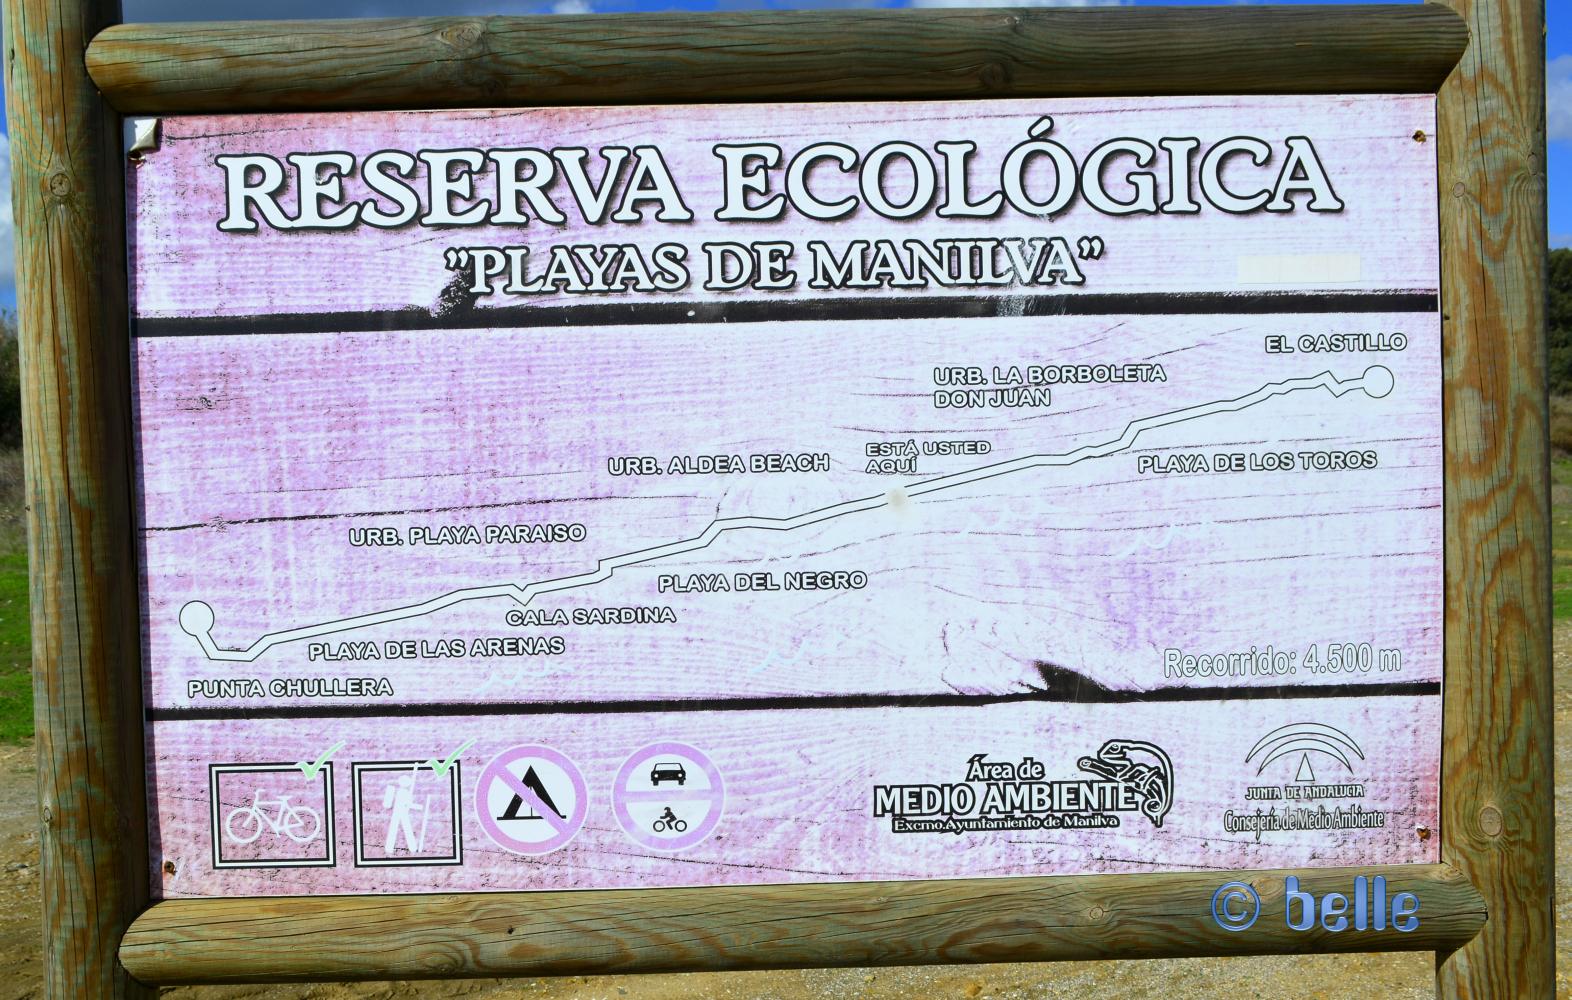 RESERVA ECOLÓGICA
"PLAYAS DE MANILVA"
EL CASTILLO
URB. LA BORBOLETA
DON JUAN
ESTÁ USTED
AQUÍ
URB. ALDEA BEACH
PLAYA DE LOS TOROS
URB. PLAYA PARAISO
PLAYA DEL NEGRO
CALA SARDINA
PLAYA DE LAS ARENAS
PUNTA CHULLERA
Recorrido: 4.500 m
Área de
MEDIO AMBIENTE
Excmo. Ayuntamiento de Manilva
JUNTA DE ANDALUCIA
Consejería de Medio Ambiente
© belle